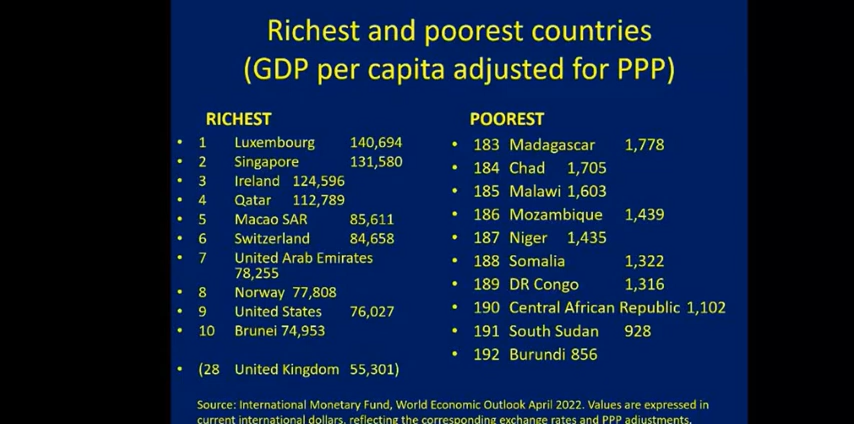 Richest and poorest countries
(GDP per capita adjusted for PPP)
RICHEST
• 1 Luxembourg 140,694
• 2 Singapore 131,580
• 3 Ireland 124,596
• 4 Qatar 112,789
• 5 Macao SAR 85,611
• 6 Switzerland 84,658
• 7 United Arab Emirates
78,255
• 8 Norway 77,808
• 9 United States 76,027
• 10 Brunei 74,953
• (28 United Kingdom 55,301)
POOREST
• 183 Madagascar 1,778
• 184 Chad 1,705
• 185 Malawi 1,603
• 186 Mozambique 1,439
• 187 Niger 1,435
• 188 Somalia 1,322
• 189 DR Congo 1,316
• 190 Central African Republic 1,102
• 191 South Sudan 928
• 192 Burundi 856
Source: International Monetary Fund, World Economic Outlook April 2022. Values are expressed in
current international dollars, reflecting the corresponding exchange rates and PPP adjustments.